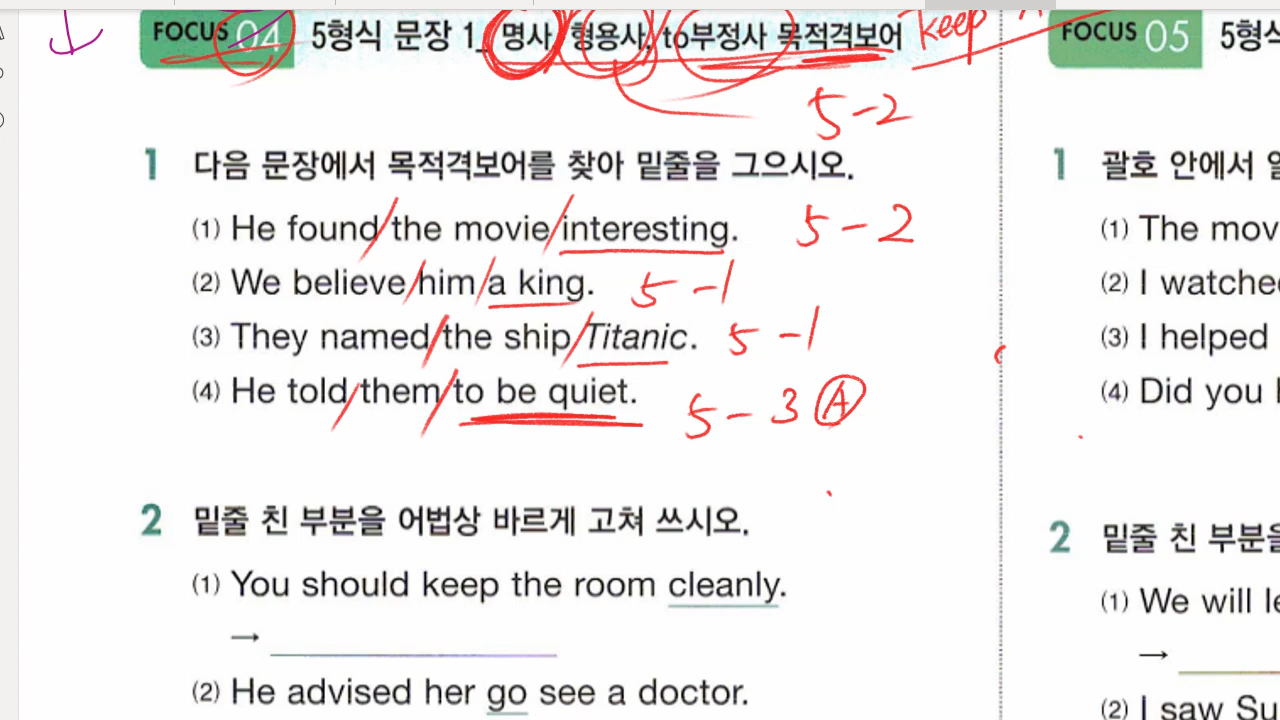 FOCUS 04 5형식 문장 1_명사, 형용사, to부정사 목적격보어 keep
5-2
1 다음 문장에서 목적격보어를 찾아 밑줄을 그으시오.
(1) He found/the movie/interesting. 5-2
(2) We believe/him/a king. 5-1
(3) They named/the ship/Titanic. 5-1
(4) He told/them/to be quiet. 5-3 Ⓐ
2 밑줄 친 부분을 어법상 바르게 고쳐 쓰시오.
(1) You should keep the room cleanly.
→
(2) He advised her go see a doctor.
FOCUS 05 5형식
1 괄호 안에서
(1) The mov
(2) I watche
(3) I helped
(4) Did you
2 밑줄 친 부분을
(1) We will le
→
(2) I saw Su